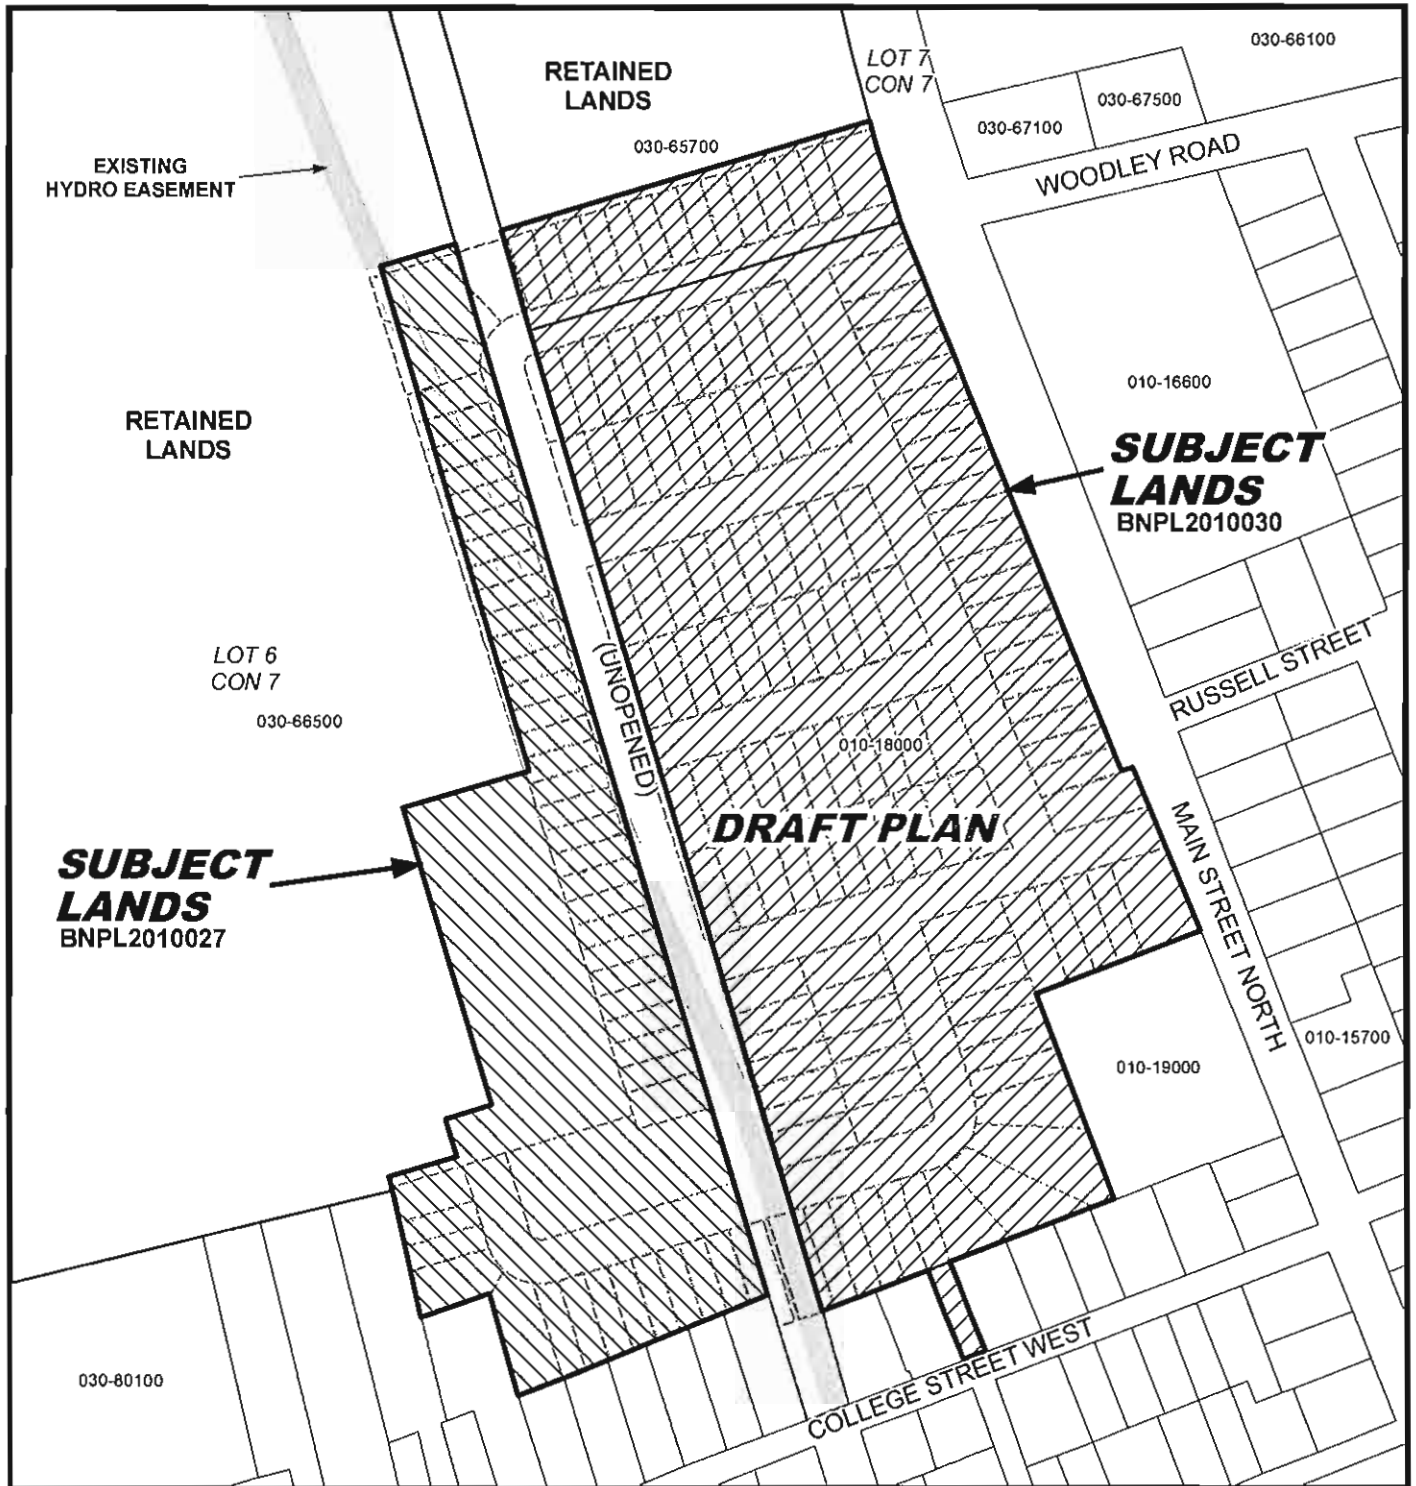 030-66100
LOT 7
CON 7
RETAINED
LANDS
030-67500
030-67100
030-65700
EXISTING
HYDRO EASEMENT
WOODLEY ROAD
010-16600
RETAINED
LANDS
SUBJECT
LANDS
BNPL2010030
RUSSELL STREET
LOT 6
CON 7
030-66500
(UNOPENED)
010-18000
DRAFT PLAN
MAIN STREET NORTH
SUBJECT
LANDS
BNPL2010027
010-15700
010-19000
030-80100
COLLEGE STREET WEST